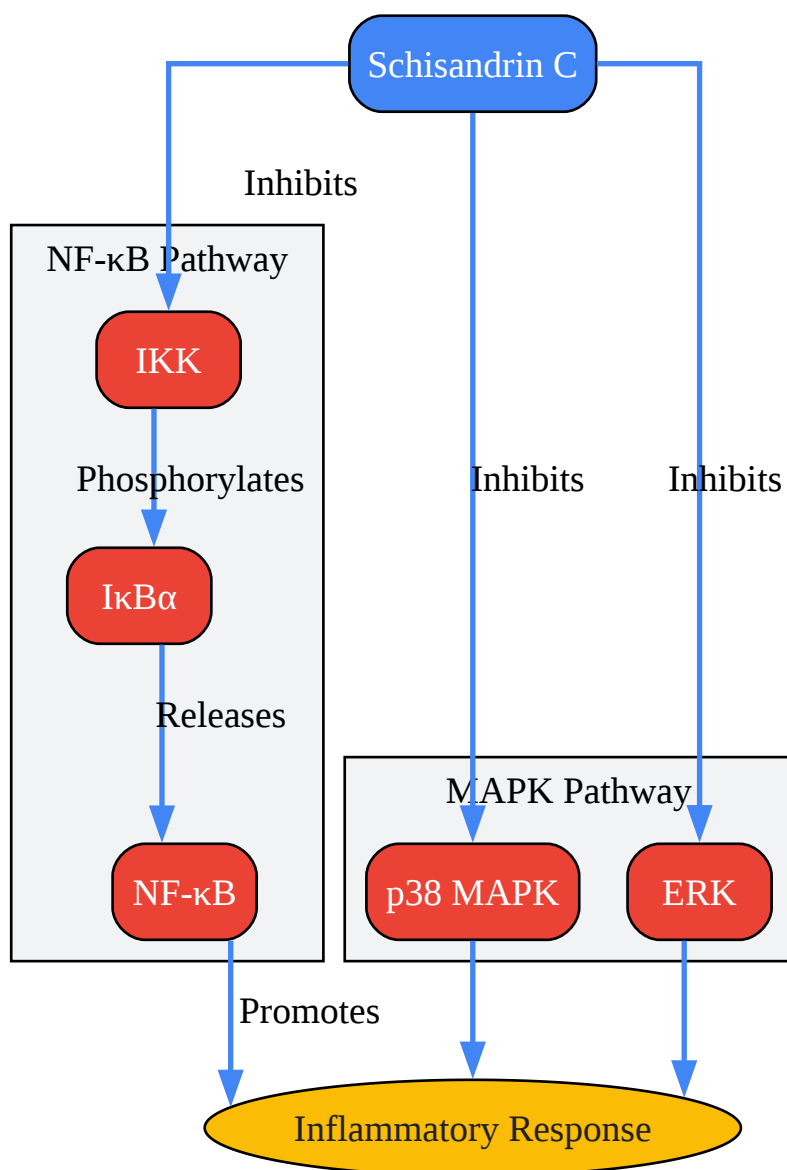 Schisandrin C
Inhibits
NF-κB Pathway
IKK
Phosphorylates
Inhibits
Inhibits
IκBα
Releases
MAPK Pathway
NF-κB
p38 MAPK
ERK
Promotes
Inflammatory Response